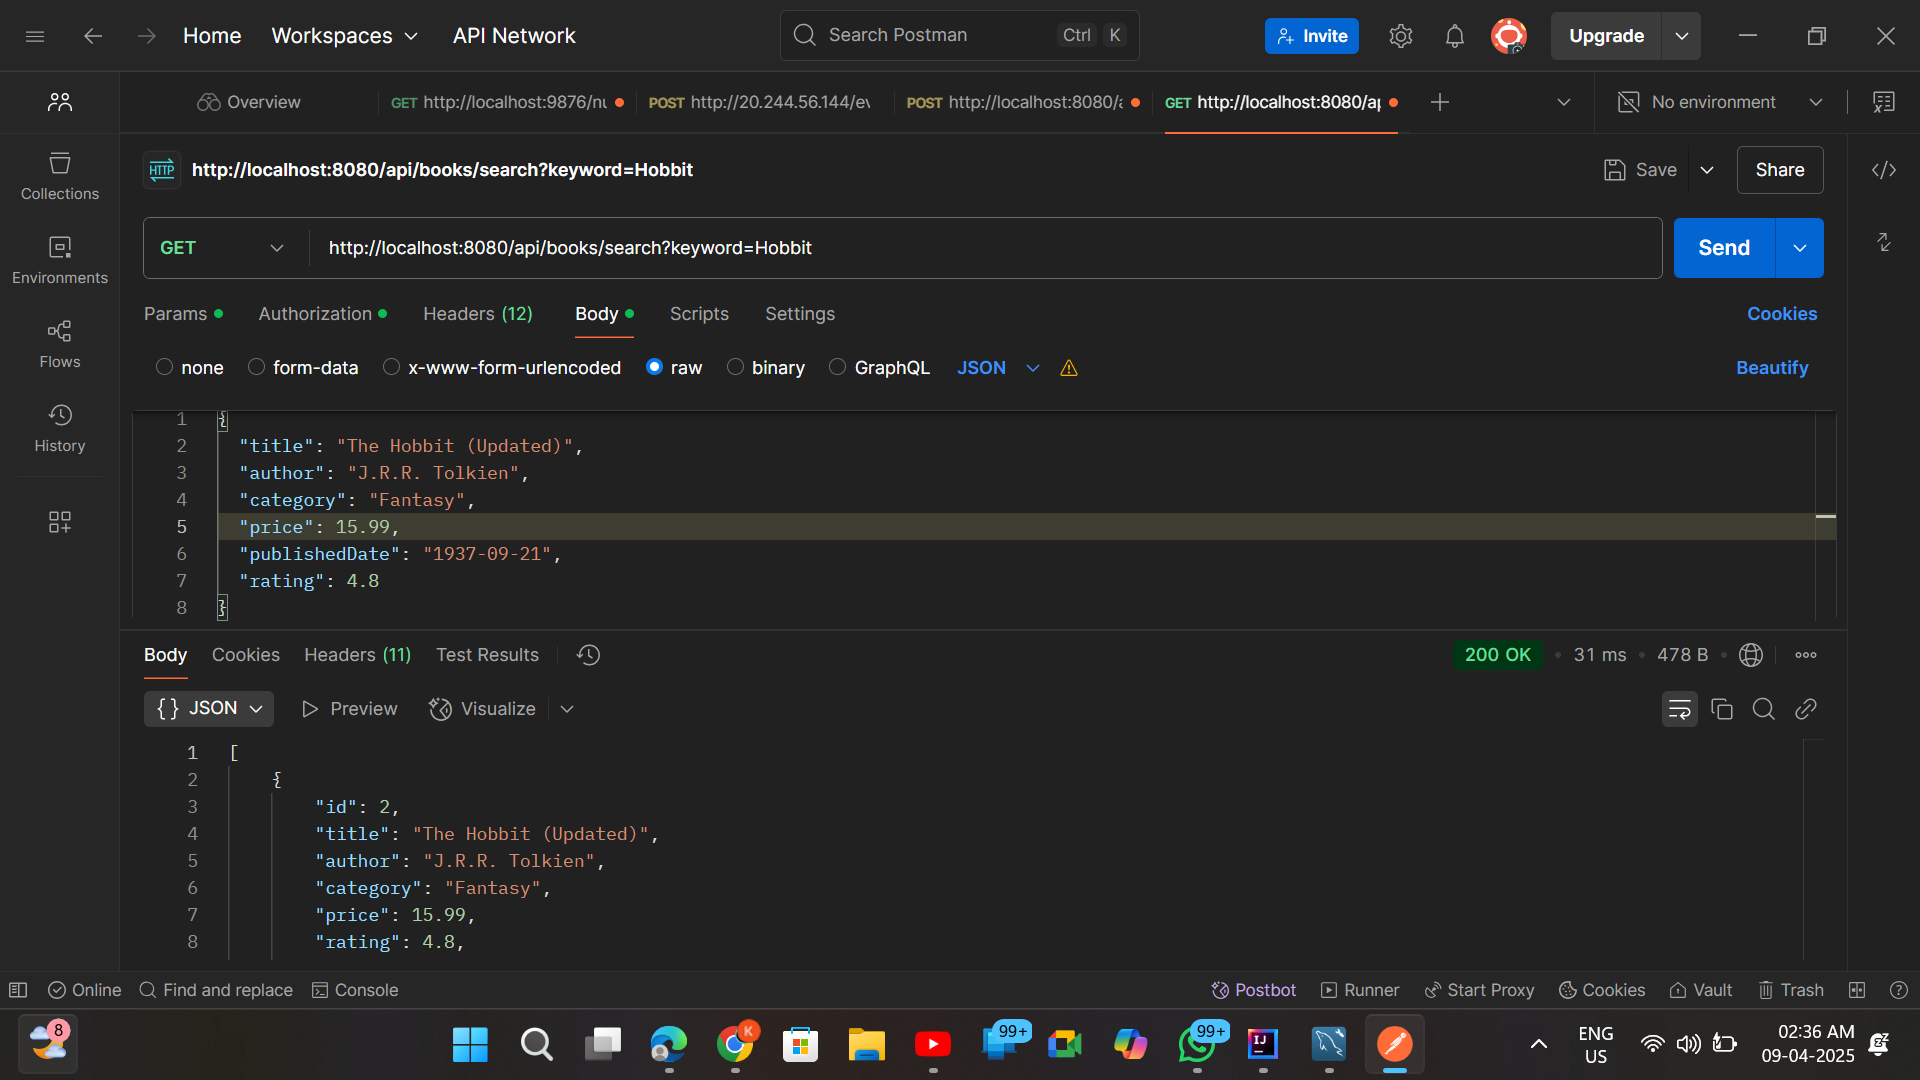 Home Workspaces API Network Search Postman Ctrl K Invite Upgrade
Overview GET http://localhost:9876/nu POST http://20.244.56.144/ev POST http://localhost:8080/a GET http://localhost:8080/ap No environment
HTTP http://localhost:8080/api/books/search?keyword=Hobbit Save Share
Collections
Environments
Flows
History
GET http://localhost:8080/api/books/search?keyword=Hobbit Send
Params Authorization Headers (12) Body Scripts Settings Cookies
none form-data x-www-form-urlencoded raw binary GraphQL JSON Beautify
1 {
2 "title": "The Hobbit (Updated)",
3 "author": "J.R.R. Tolkien",
4 "category": "Fantasy",
5 "price": 15.99,
6 "publishedDate": "1937-09-21",
7 "rating": 4.8
8 }
Body Cookies Headers (11) Test Results 200 OK • 31 ms • 478 B
{} JSON Preview Visualize
1 [
2 {
3 "id": 2,
4 "title": "The Hobbit (Updated)",
5 "author": "J.R.R. Tolkien",
6 "category": "Fantasy",
7 "price": 15.99,
8 "rating": 4.8,
Online Find and replace Console Postbot Runner Start Proxy Cookies Vault Trash
8 K 99+ 99+ IJ
ENG
US
02:36 AM
09-04-2025